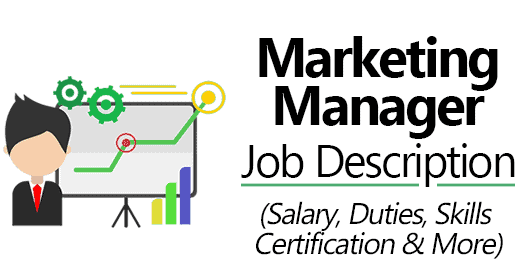 Marketing
Manager
Job Description
(Salary, Duties, Skills
Certification & More)